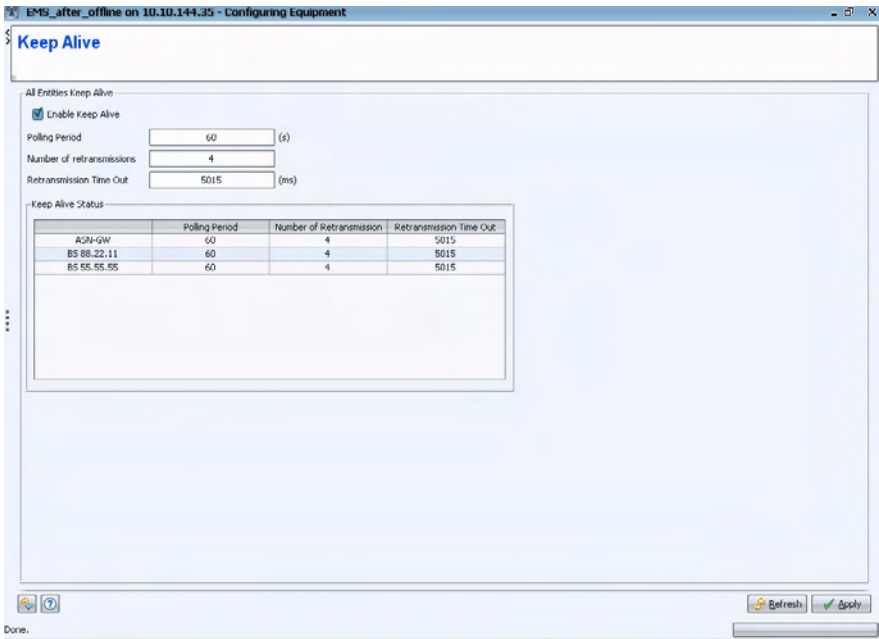 EMS_after_offline on 10.10.144.35 - Configuring Equipment
Keep Alive
All Entities Keep Alive
Enable Keep Alive
Polling Period 60 (s)
Number of retransmissions 4
Retransmission Time Out 5015 (ms)
Keep Alive Status
Polling Period Number of Retransmission Retransmission Time Out
ASN-GW 60 4 5015
BS 88.22.11 60 4 5015
BS 55.55.55 60 4 5015
Refresh Apply
Done.